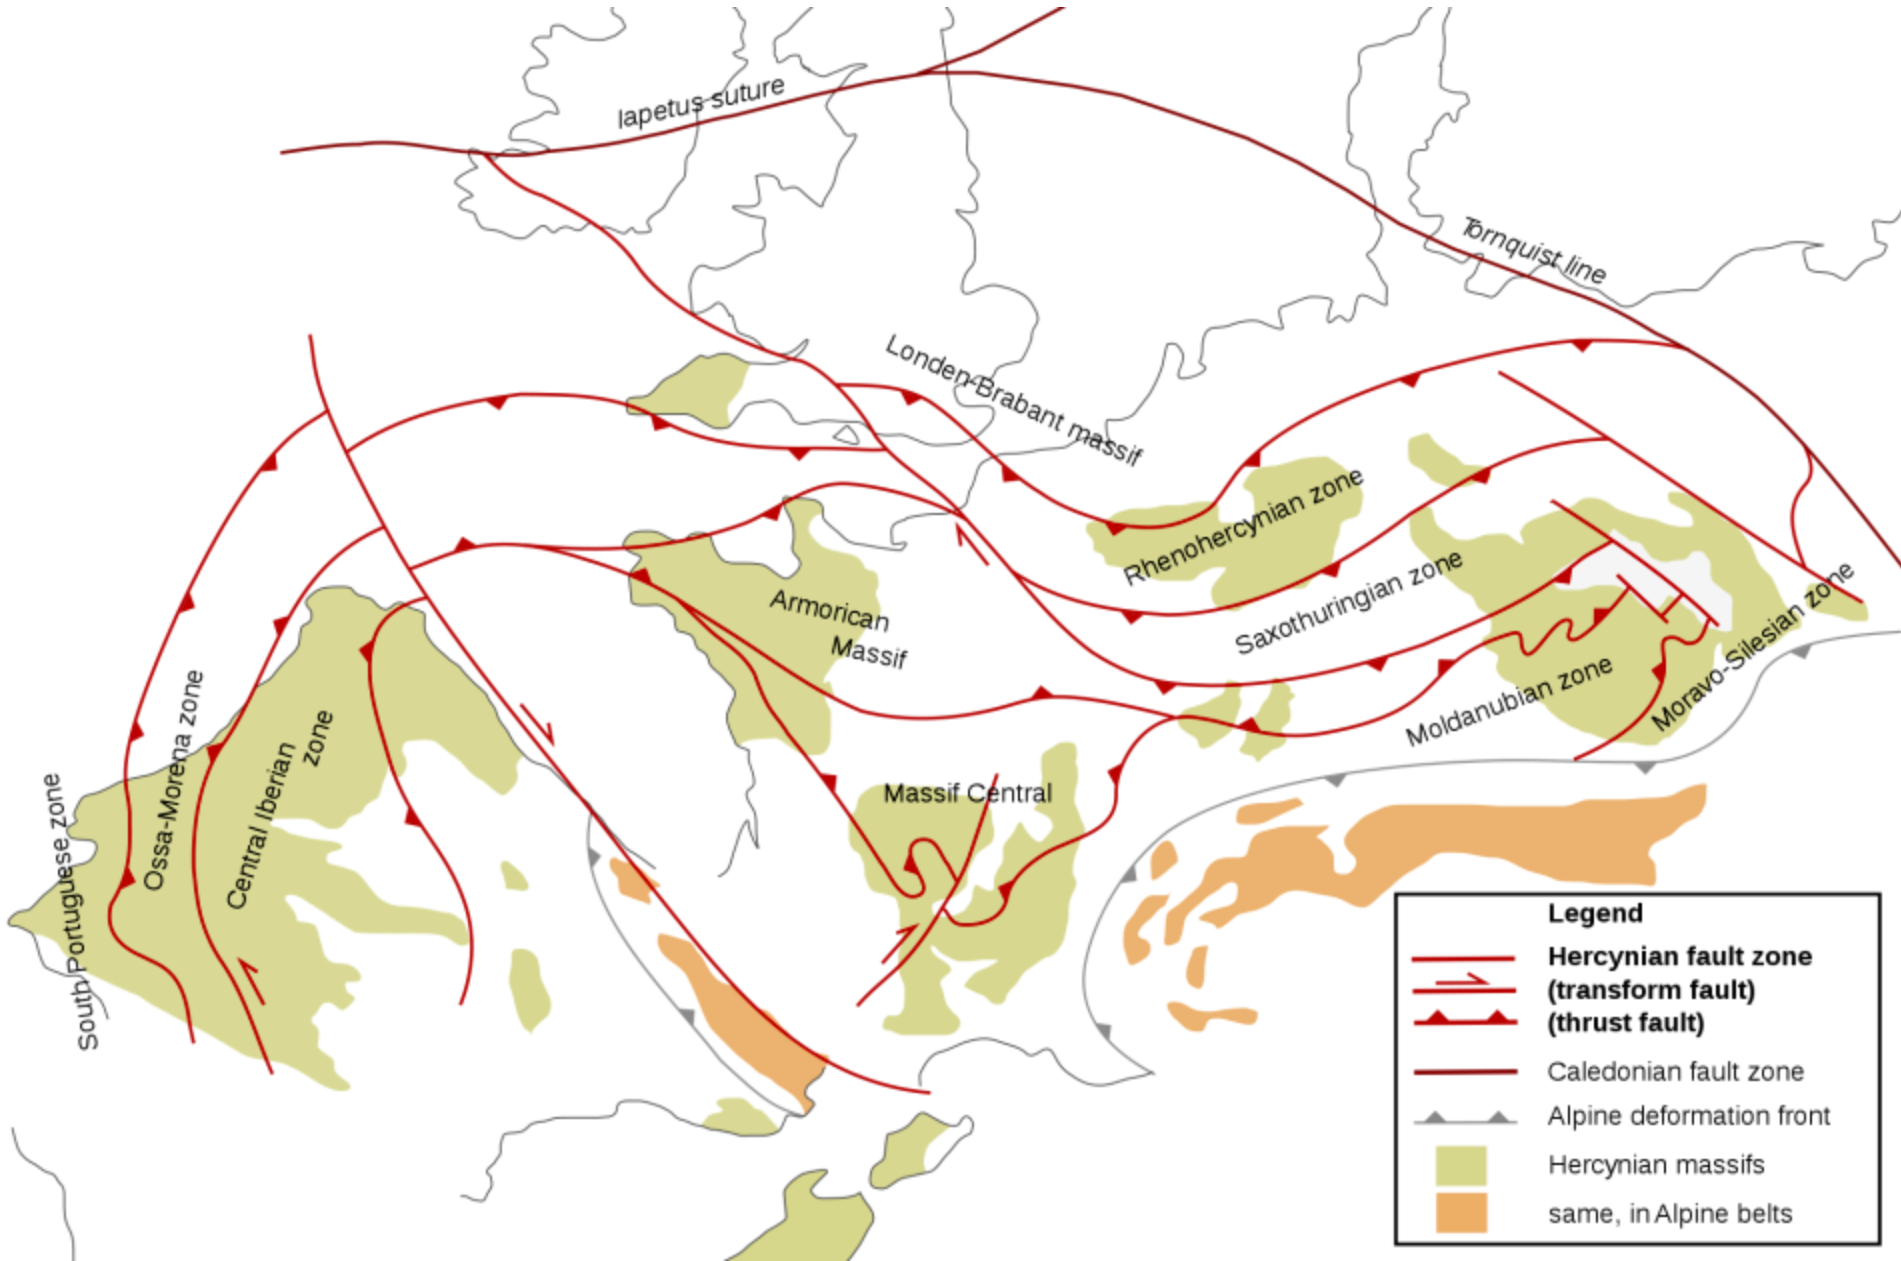 Iapetus suture
Tornquist line
Londen-Brabant massif
Rhenohercynian zone
Saxothuringian zone
Armorican
Massif
Moldanubian zone
Moravo-Silesian zone
South Portuguese zone
Ossa-Morena zone
Central Iberian
zone
Massif Central
Legend
Hercynian fault zone
(transform fault)
(thrust fault)
Caledonian fault zone
Alpine deformation front
Hercynian massifs
same, in Alpine belts